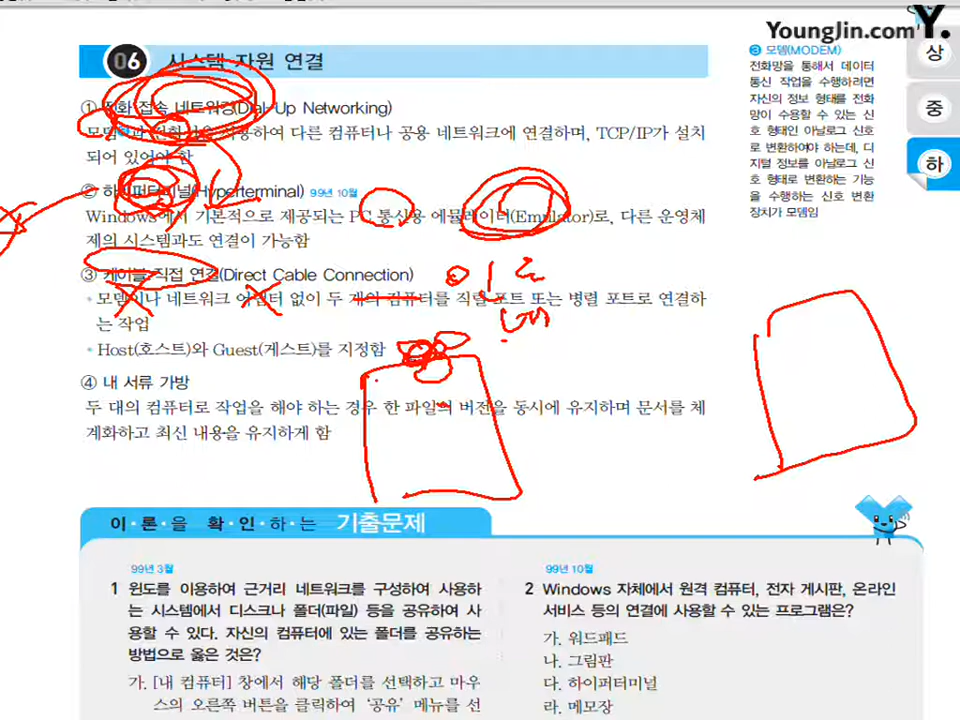 YoungJin.com Y.
06 시스템 자원 연결
① 전화 접속 네트워킹(Dial-Up Networking)
모뎀③과 전화선을 이용하여 다른 컴퓨터나 공용 네트워크에 연결하며, TCP/IP가 설치
되어 있어야 함
② 하이퍼터미널(Hyperterminal) 99년 10월
Windows에서 기본적으로 제공되는 PC 통신용 에뮬레이터(Emulator)로, 다른 운영체
제의 시스템과도 연결이 가능함
③ 케이블 직접 연결(Direct Cable Connection)
• 모뎀이나 네트워크 어댑터 없이 두 개의 컴퓨터를 직렬 포트 또는 병렬 포트로 연결하
는 작업
• Host(호스트)와 Guest(게스트)를 지정함
④ 내 서류 가방
두 대의 컴퓨터로 작업을 해야 하는 경우 한 파일의 버전을 동시에 유지하며 문서를 체
계화하고 최신 내용을 유지하게 함
③ 모뎀(MODEM)
전화망을 통해서 데이터
통신 작업을 수행하려면
자신의 정보 형태를 전화
망이 수용할 수 있는 신
호 형태인 아날로그 신호
로 변환하여야 하는데, 디
지털 정보를 아날로그 신
호 형태로 변환하는 기능
을 수행하는 신호 변환
장치가 모뎀임
상
중
하
이·론·을 확·인·하·는 기출문제
99년 3월
1 윈도를 이용하여 근거리 네트워크를 구성하여 사용하
는 시스템에서 디스크나 폴더(파일) 등을 공유하여 사
용할 수 있다. 자신의 컴퓨터에 있는 폴더를 공유하는
방법으로 옳은 것은?
가. [내 컴퓨터] 창에서 해당 폴더를 선택하고 마우
스의 오른쪽 버튼을 클릭하여 '공유' 메뉴를 선
99년 10월
2 Windows 자체에서 원격 컴퓨터, 전자 게시판, 온라인
서비스 등의 연결에 사용할 수 있는 프로그램은?
가. 워드패드
나. 그림판
다. 하이퍼터미널
라. 메모장